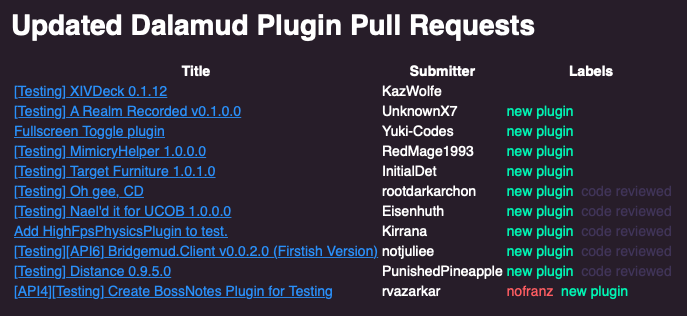 Updated Dalamud Plugin Pull Requests
Title Submitter Labels
[Testing] XIVDeck 0.1.12 KazWolfe
[Testing] A Realm Recorded v0.1.0.0 UnknownX7 new plugin
Fullscreen Toggle plugin Yuki-Codes new plugin
[Testing] MimicryHelper 1.0.0.0 RedMage1993 new plugin
[Testing] Target Furniture 1.0.1.0 InitialDet new plugin
[Testing] Oh gee, CD rootdarkarchon new plugin code reviewed
[Testing] Nael'd it for UCOB 1.0.0.0 Eisenhuth new plugin code reviewed
Add HighFpsPhysicsPlugin to test. Kirrana new plugin code reviewed
[Testing][API6] Bridgemud.Client v0.0.2.0 (Firstish Version) notjuliee new plugin code reviewed
[Testing] Distance 0.9.5.0 PunishedPineapple new plugin code reviewed
[API4][Testing] Create BossNotes Plugin for Testing rvazarkar nofranz new plugin